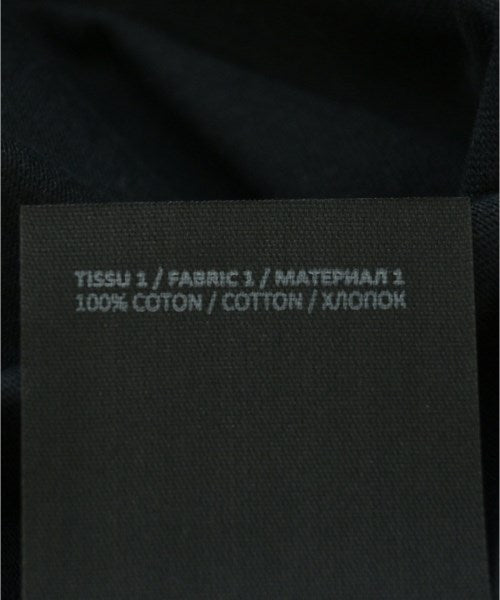 TISSU 1 / FABRIC 1 / МАТЕРИАЛ 1
100% COTON / COTTON / ХЛОПОК